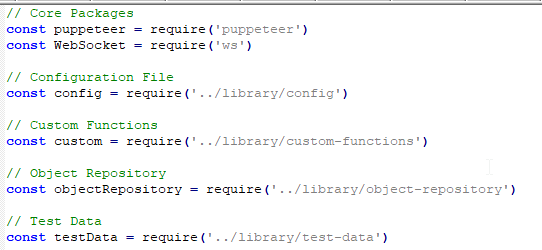 // Core Packages
const puppeteer = require('puppeteer')
const WebSocket = require('ws')
// Configuration File
const config = require('../library/config')
// Custom Functions
const custom = require('../library/custom-functions')
// Object Repository
const objectRepository = require('../library/object-repository')
// Test Data
const testData = require('../library/test-data')